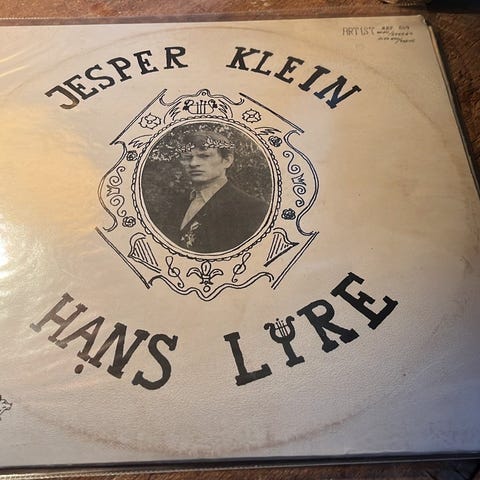 ARTIST
JESPER KLEIN
HANS LYRE